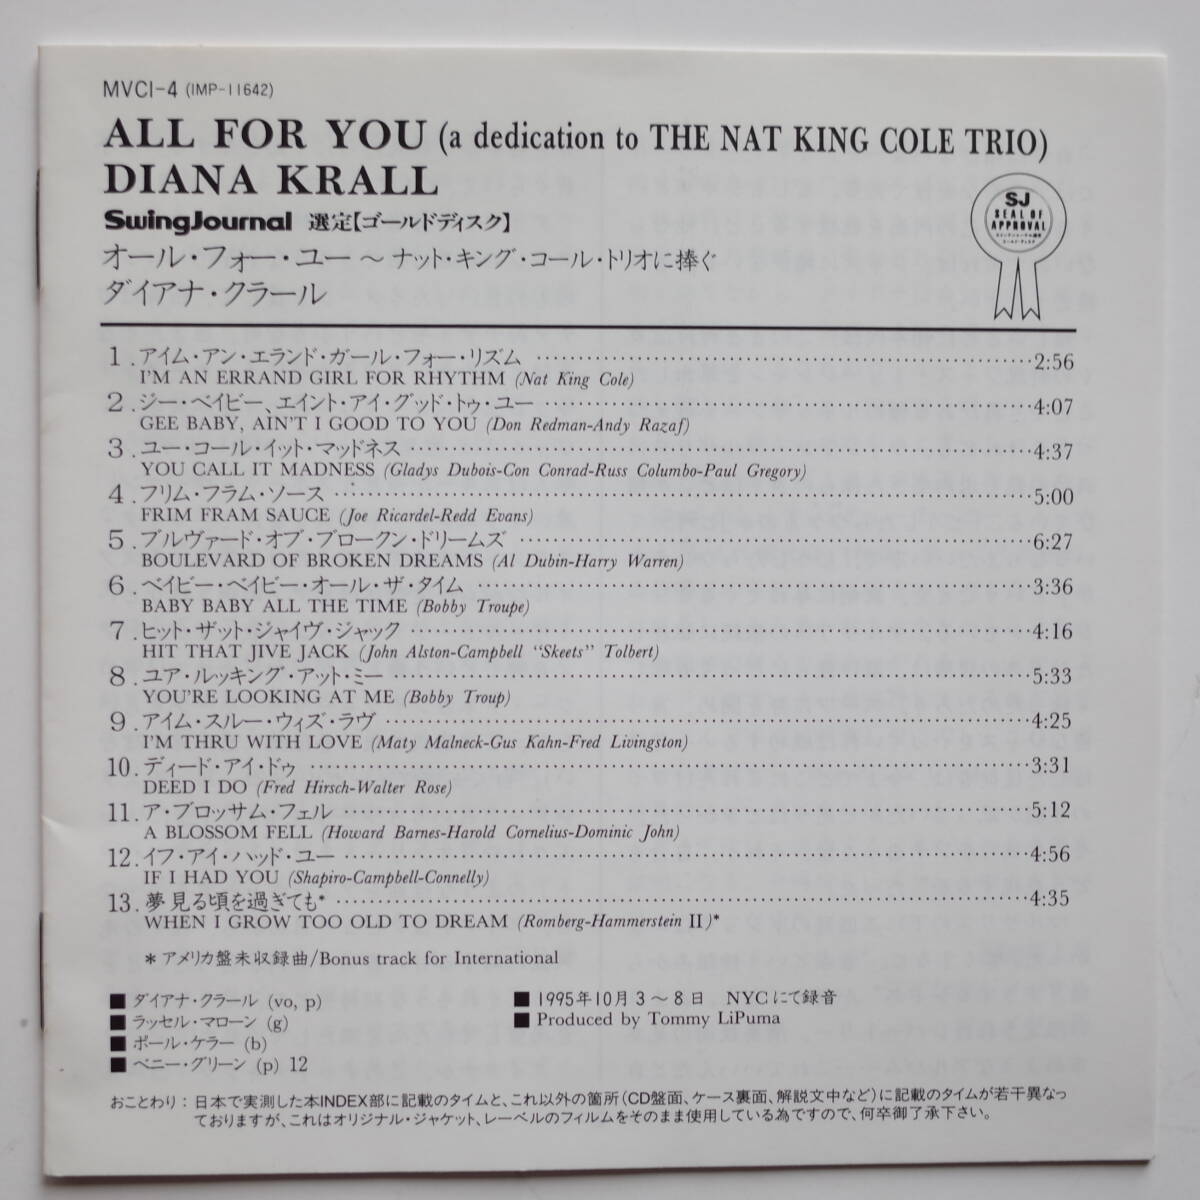 MVCI-4 (IMP-11642)
ALL FOR YOU (a dedication to THE NAT KING COLE TRIO)
DIANA KRALL
SwingJournal 選定【ゴールドディスク】
オール・フォー・ユー～ナット・キング・コール・トリオに捧ぐ
ダイアナ・クラール
SJ
SEAL OF
APPROVAL
1. アイム・アン・エランド・ガール・フォー・リズム 2:56
I'M AN ERRAND GIRL FOR RHYTHM (Nat King Cole)
2. ジー・ベイビー、エイント・アイ・グッド・トゥ・ユー 4:07
GEE BABY, AIN'T I GOOD TO YOU (Don Redman-Andy Razaf)
3. ユー・コール・イット・マッドネス 4:37
YOU CALL IT MADNESS (Gladys Dubois-Con Conrad-Russ Columbo-Paul Gregory)
4. フリム・フラム・ソース 5:00
FRIM FRAM SAUCE (Joe Ricardel-Redd Evans)
5. ブルヴァード・オブ・ブロークン・ドリームズ 6:27
BOULEVARD OF BROKEN DREAMS (Al Dubin-Harry Warren)
6. ベイビー・ベイビー・オール・ザ・タイム 3:36
BABY BABY ALL THE TIME (Bobby Troupe)
7. ヒット・ザット・ジャイヴ・ジャック 4:16
HIT THAT JIVE JACK (John Alston-Campbell "Skeets" Tolbert)
8. ユア・ルッキング・アット・ミー 5:33
YOU'RE LOOKING AT ME (Bobby Troup)
9. アイム・スルー・ウィズ・ラヴ 4:25
I'M THRU WITH LOVE (Maty Malneck-Gus Kahn-Fred Livingston)
10. ディード・アイ・ドゥ 3:31
DEED I DO (Fred Hirsch-Walter Rose)
11. ア・ブロッサム・フェル 5:12
A BLOSSOM FELL (Howard Barnes-Harold Cornelius-Dominic John)
12. イフ・アイ・ハッド・ユー 4:56
IF I HAD YOU (Shapiro-Campbell-Connelly)
13. 夢見る頃を過ぎても* 4:35
WHEN I GROW TOO OLD TO DREAM (Romberg-Hammerstein II)*
＊アメリカ盤未収録曲/Bonus track for International
■ ダイアナ・クラール (vo, p)
■ ラッセル・マローン (g)
■ ポール・ケラー (b)
■ ベニー・グリーン (p) 12
■ 1995年10月3～8日 NYCにて録音
■ Produced by Tommy LiPuma
おことわり：日本で実測した本INDEX部に記載のタイムと、これ以外の箇所(CD盤面、ケース裏面、解説文中など)に記載のタイムが若干異なっ
ておりますが、これはオリジナル・ジャケット、レーベルのフィルムをそのまま使用している為ですので、何卒御了承下さい。